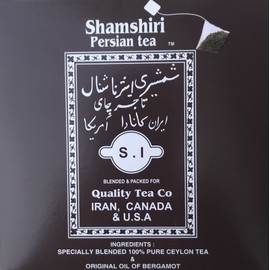 Shamshiri
Persian tea
TM
شمشیری اینترناشنال
تاجر چای
ایران کانادا آمریکا
S.I
BLENDED & PACKED FOR
Quality Tea Co
IRAN, CANADA
& U.S.A
INGREDIENTS :
SPECIALLY BLENDED 100% PURE CEYLON TEA
&
ORIGINAL OIL OF BERGAMOT